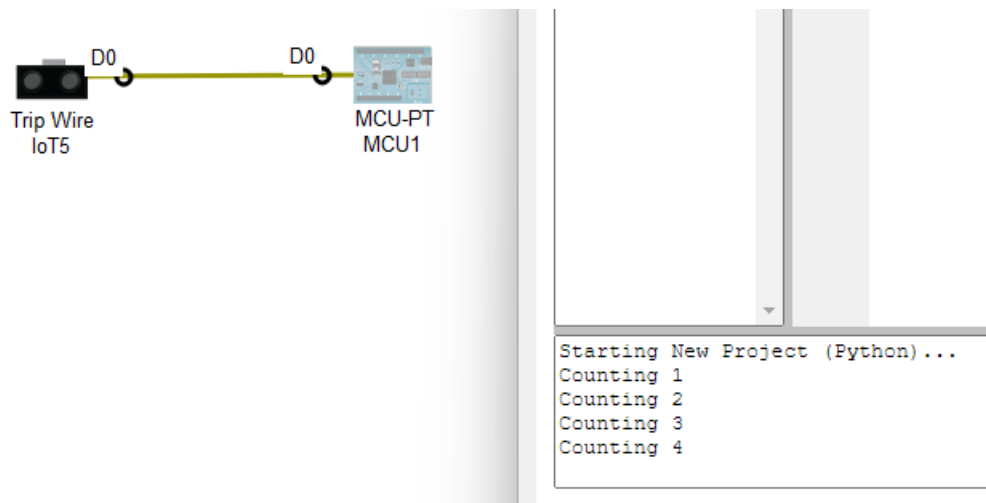 D0
D0
Trip Wire
IoT5
MCU-PT
MCU1
Starting New Project (Python)...
Counting 1
Counting 2
Counting 3
Counting 4